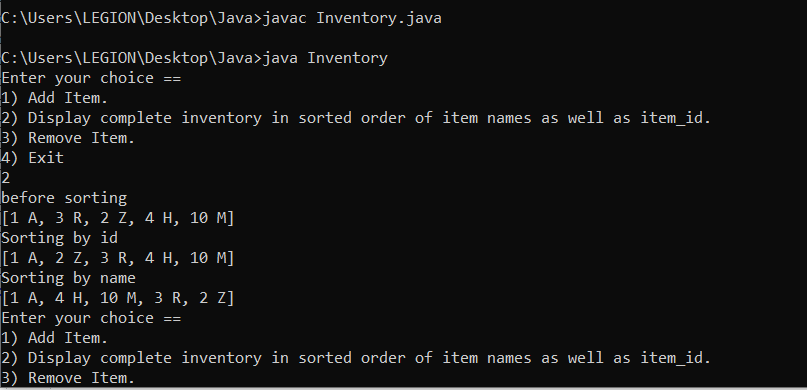 C:\Users\LEGION\Desktop\Java>javac Inventory.java
C:\Users\LEGION\Desktop\Java>java Inventory
Enter your choice ==
1) Add Item.
2) Display complete inventory in sorted order of item names as well as item_id.
3) Remove Item.
4) Exit
2
before sorting
[1 A, 3 R, 2 Z, 4 H, 10 M]
Sorting by id
[1 A, 2 Z, 3 R, 4 H, 10 M]
Sorting by name
[1 A, 4 H, 10 M, 3 R, 2 Z]
Enter your choice ==
1) Add Item.
2) Display complete inventory in sorted order of item names as well as item_id.
3) Remove Item.